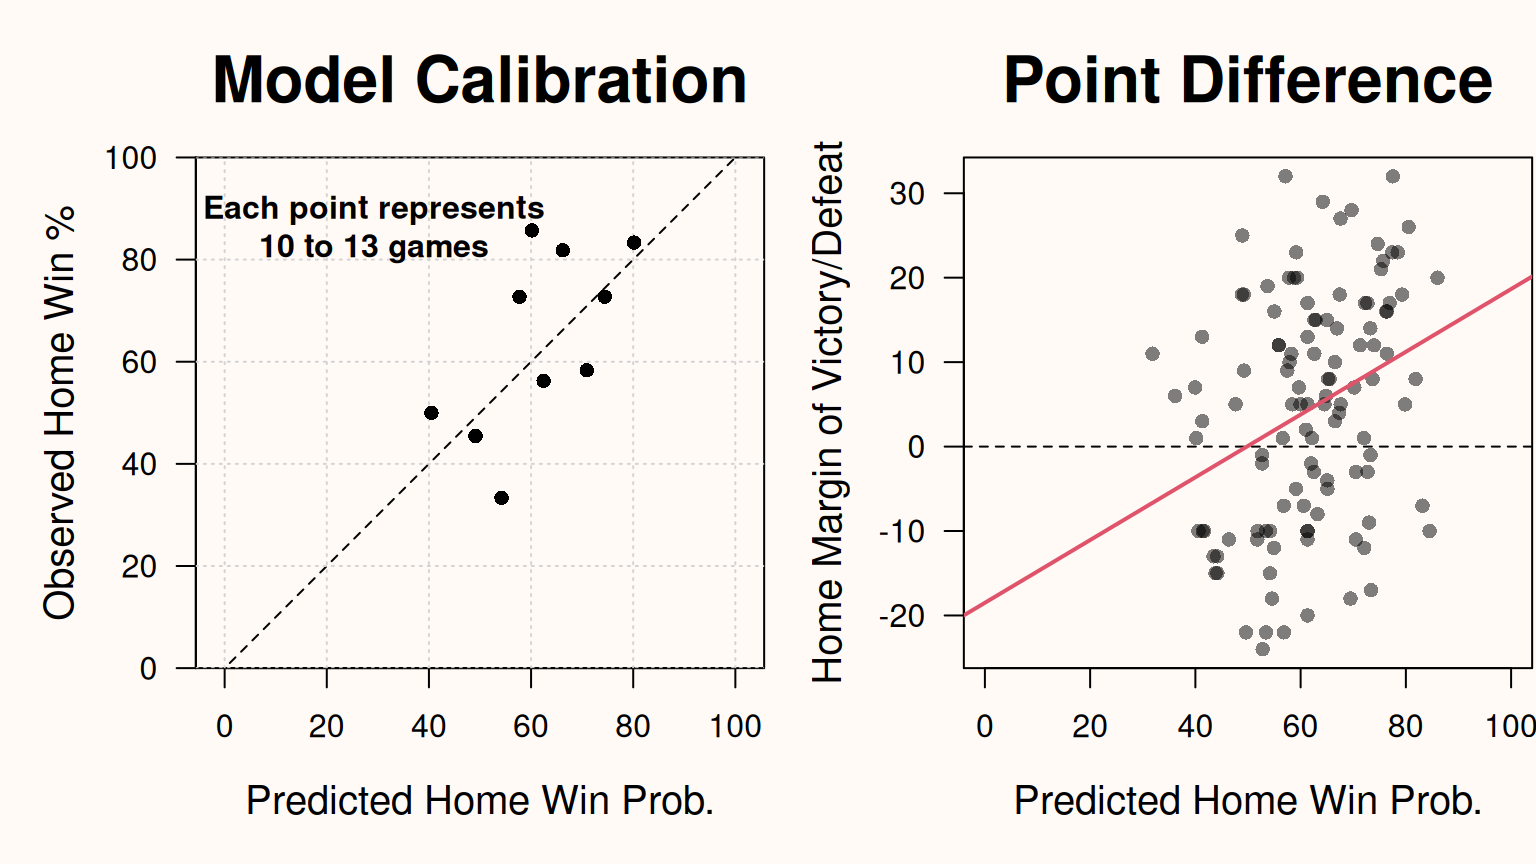 Model Calibration
Observed Home Win %
100
80
60
40
20
0
Each point represents
10 to 13 games
0 20 40 60 80 100
Predicted Home Win Prob.
Point Difference
Home Margin of Victory/Defeat
30
20
10
0
-10
-20
0 20 40 60 80 100
Predicted Home Win Prob.